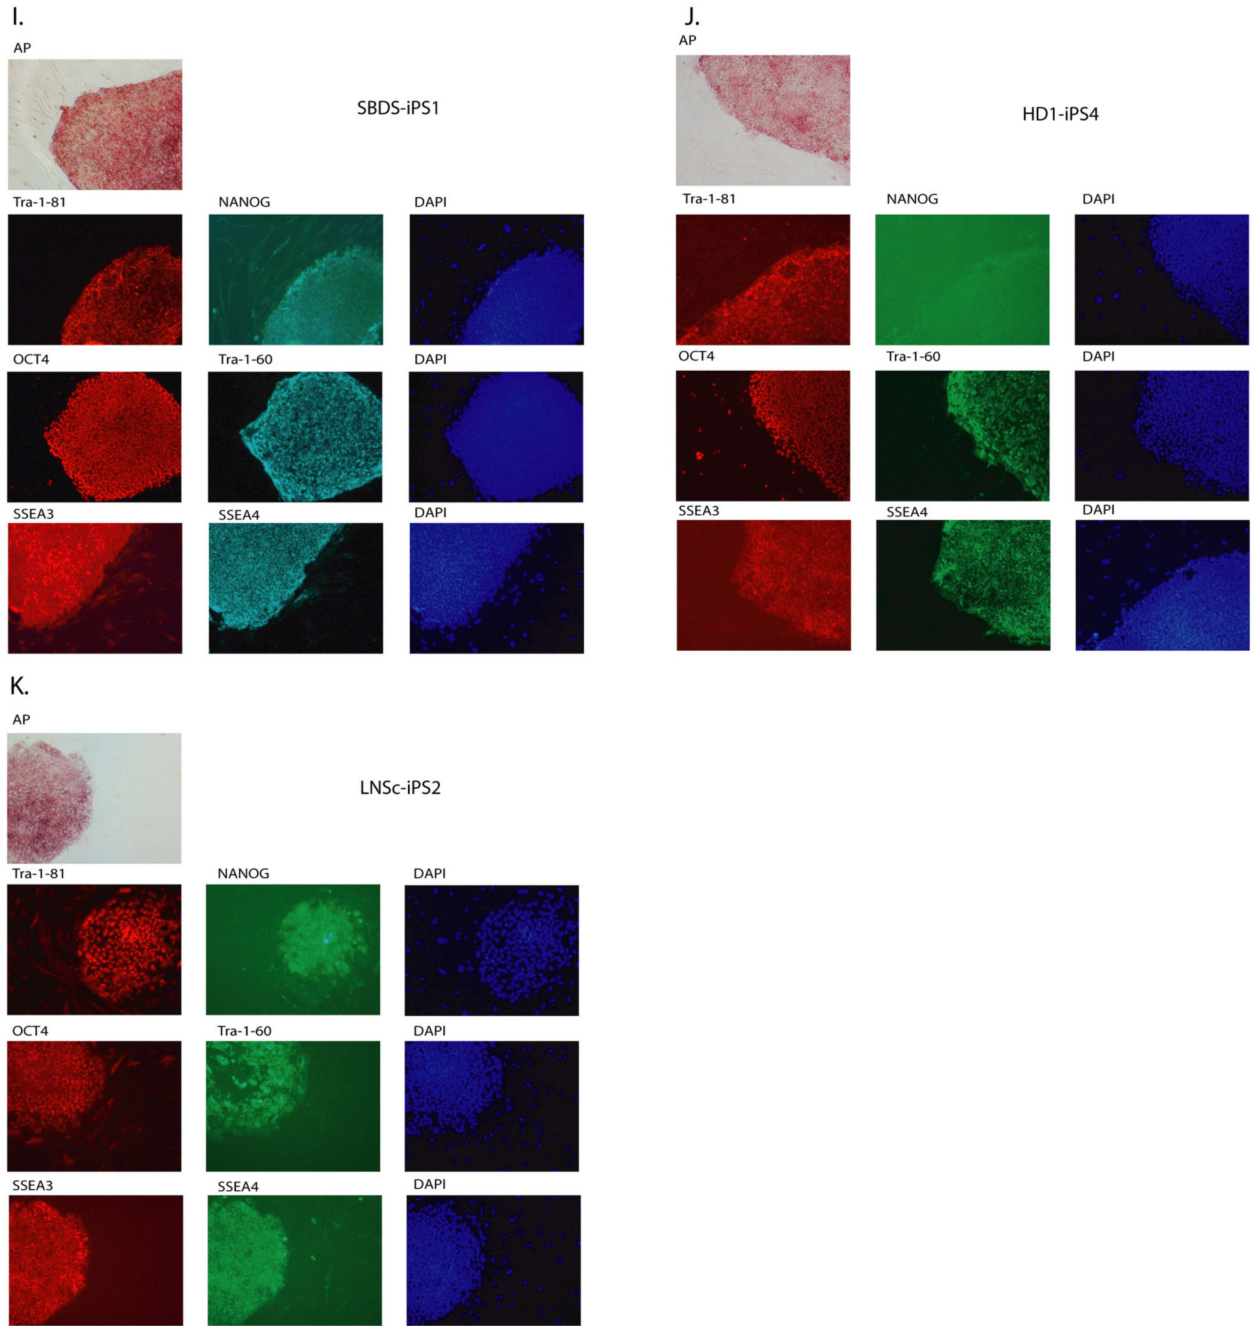 I.
AP
SBDS-iPS1
Tra-1-81 NANOG DAPI
OCT4 Tra-1-60 DAPI
SSEA3 SSEA4 DAPI
J.
AP
HD1-iPS4
Tra-1-81 NANOG DAPI
OCT4 Tra-1-60 DAPI
SSEA3 SSEA4 DAPI
K.
AP
LNSc-iPS2
Tra-1-81 NANOG DAPI
OCT4 Tra-1-60 DAPI
SSEA3 SSEA4 DAPI